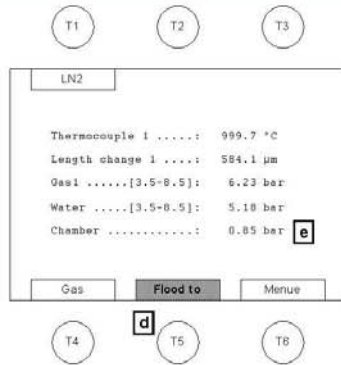 T1 T2 T3
LN2
Thermocouple 1 .....: 999.7 °C
Length change 1 ....: 584.1 µm
Gas1 ......[3.5-8.5]: 6.23 bar
Water .....[3.5-8.5]: 5.18 bar
Chamber ............: 0.85 bar e
Gas Flood to Menue
d
T4 T5 T6